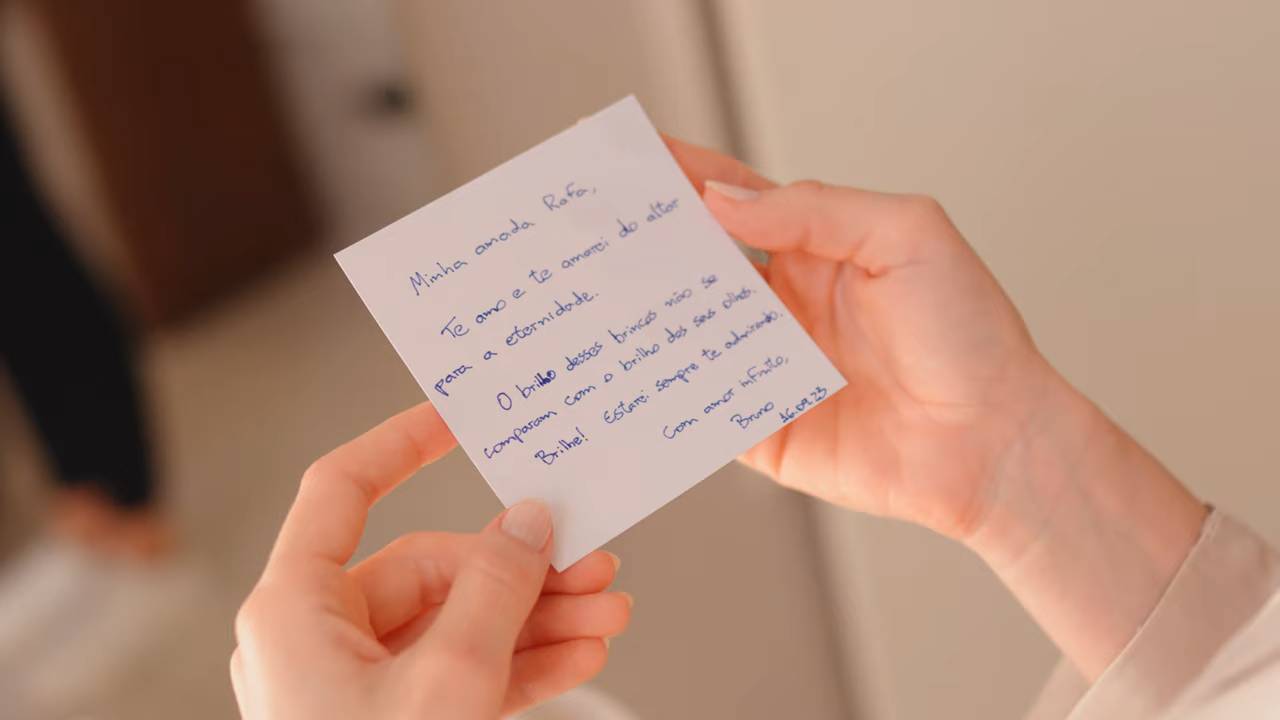 Minha amada Rafa,
Te amo e te amarei do altar
para a eternidade.
O brilho desses brincos não se
comparam com o brilho dos seus olhos.
Brilhe! Estarei sempre te admirando.
Com amor infinito,
Bruno
16.09.23